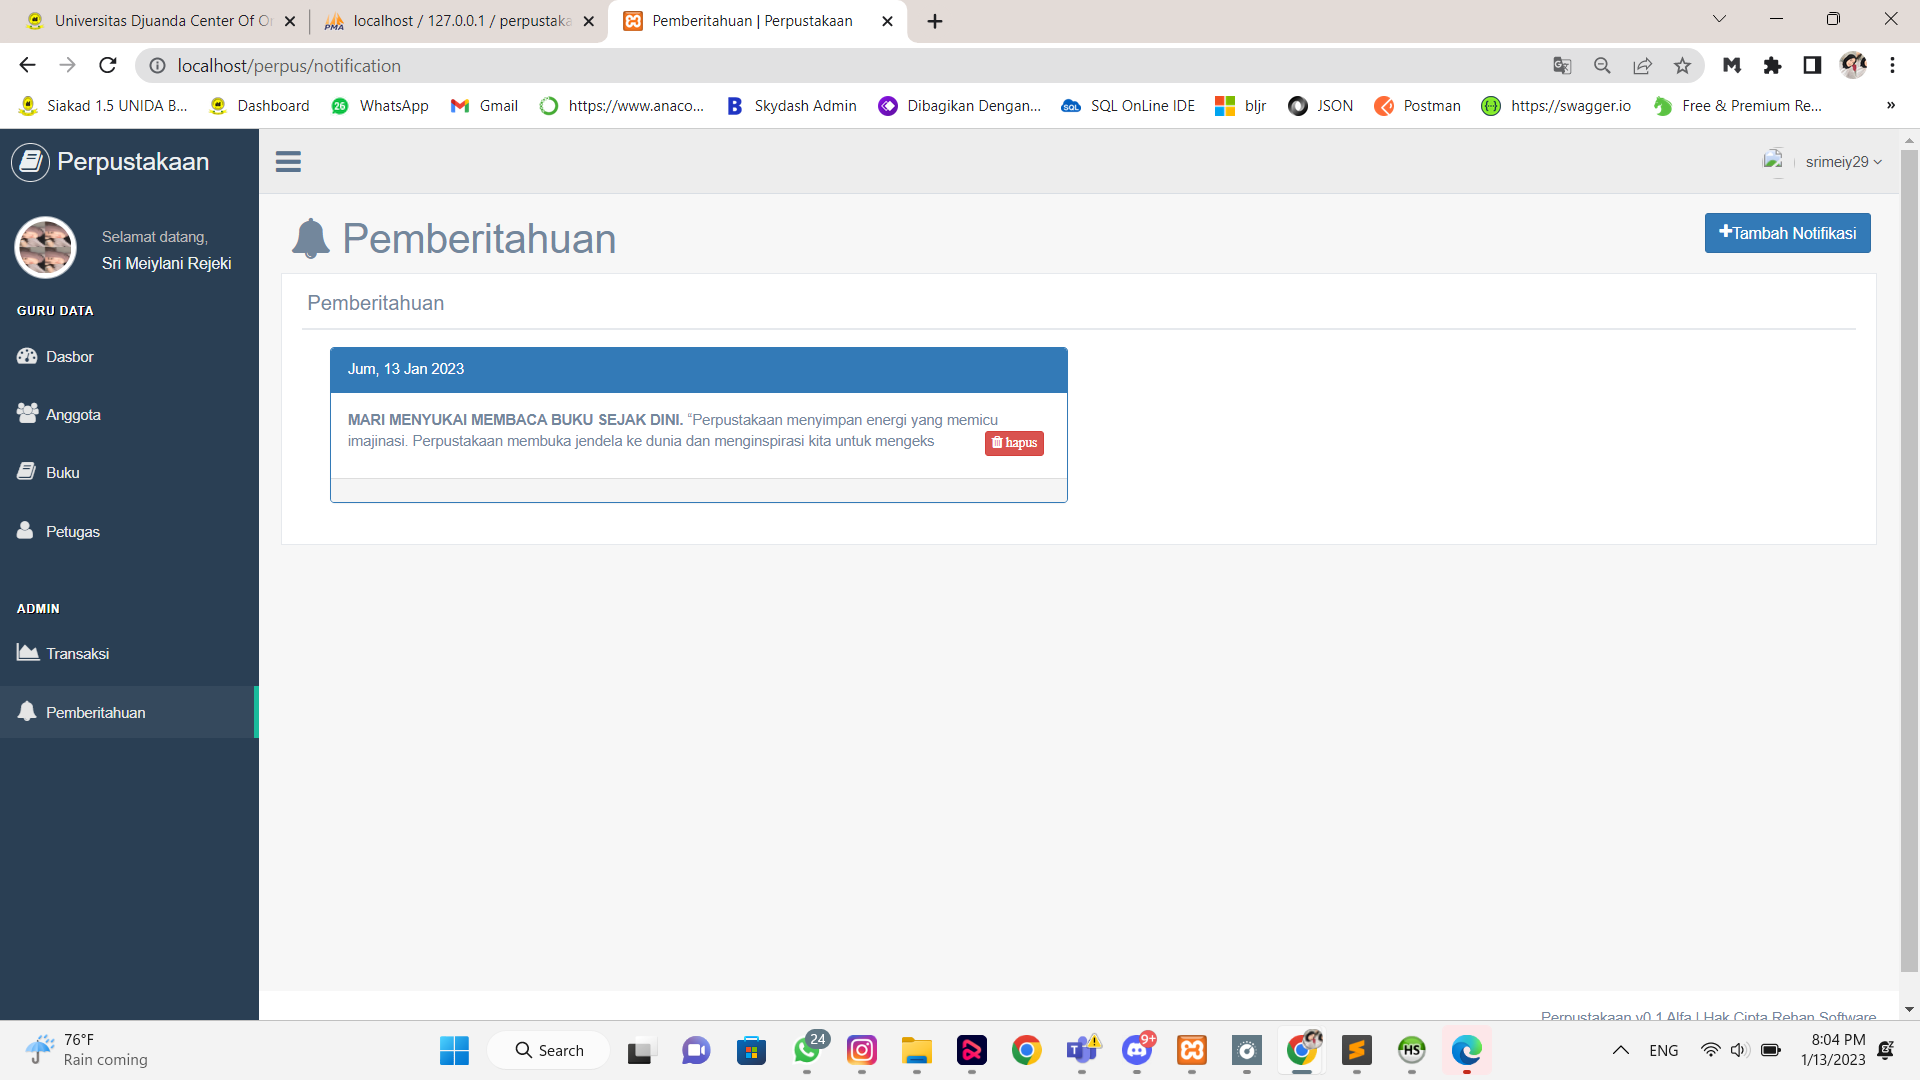 Universitas Djuanda Center Of Or
localhost / 127.0.0.1 / perpustaka
Pemberitahuan | Perpustakaan
localhost/perpus/notification
Siakad 1.5 UNIDA B...
Dashboard
WhatsApp
Gmail
https://www.anaco...
Skydash Admin
Dibagikan Dengan...
SQL OnLine IDE
bljr
JSON
Postman
https://swagger.io
Free & Premium Re...
»
Perpustakaan
srimeiy29
Selamat datang,
Sri Meiylani Rejeki
GURU DATA
Dasbor
Anggota
Buku
Petugas
ADMIN
Transaksi
Pemberitahuan
Pemberitahuan
Tambah Notifikasi
Pemberitahuan
Jum, 13 Jan 2023
MARI MENYUKAI MEMBACA BUKU SEJAK DINI. “Perpustakaan menyimpan energi yang memicu
imajinasi. Perpustakaan membuka jendela ke dunia dan menginspirasi kita untuk mengeks
hapus
Perpustakaan v0.1 Alfa | Hak Cipta Rehan Software
76°F
Rain coming
Search
24
9+
HS
ENG
8:04 PM
1/13/2023